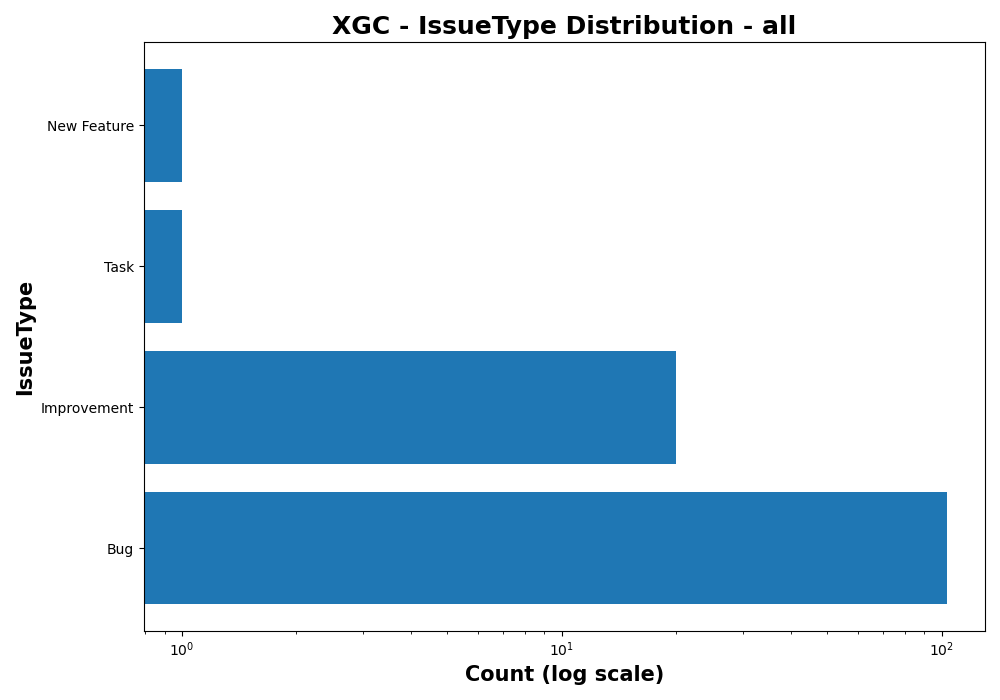 XGC - IssueType Distribution - all
New Feature
Task
Improvement
Bug
IssueType
10⁰ 10¹ 10²
Count (log scale)